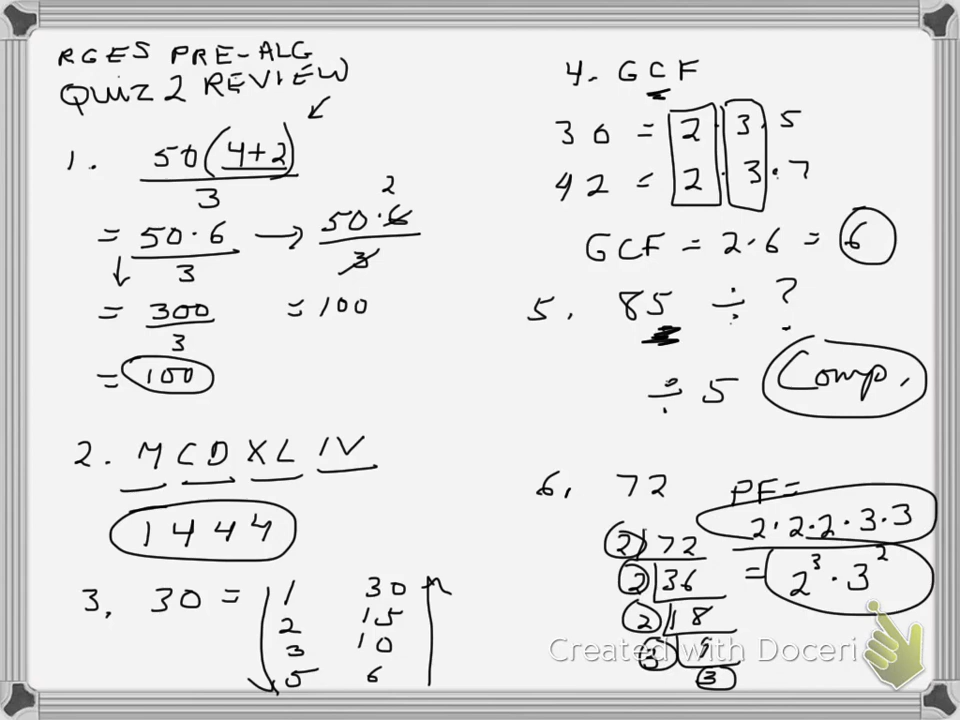 RGES PRE-ALG
QUIZ 2 REVIEW
1. 50(4+2)/3
= 50·6/3 → 50·6/3 2
= 300/3 = 100
= 100
2. M CD XL IV
1444
3. 30 = 1 30
2 15
3 10
5 6
4. GCF
30 = 2·3·5
42 = 2·3·7
GCF = 2·6 = 6
5. 85 ÷ ?
÷ 5 Comp.
6. 72 PF=
2·2·2·3·3
= 2³·3²
2 72
2 36
2 18
3 9
3
Created with Doceri